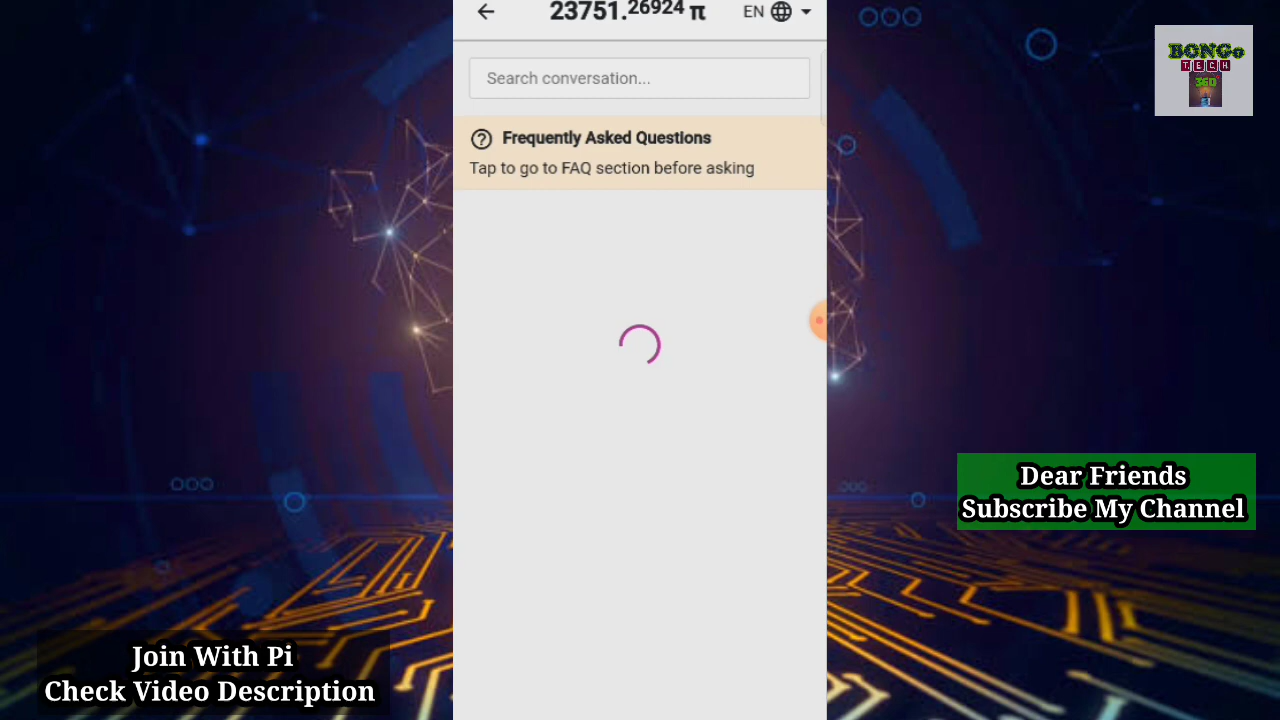 23751.26924 π
EN
Search conversation...
Frequently Asked Questions
Tap to go to FAQ section before asking
BONGo
TECH
360
Dear Friends
Subscribe My Channel
Join With Pi
Check Video Description